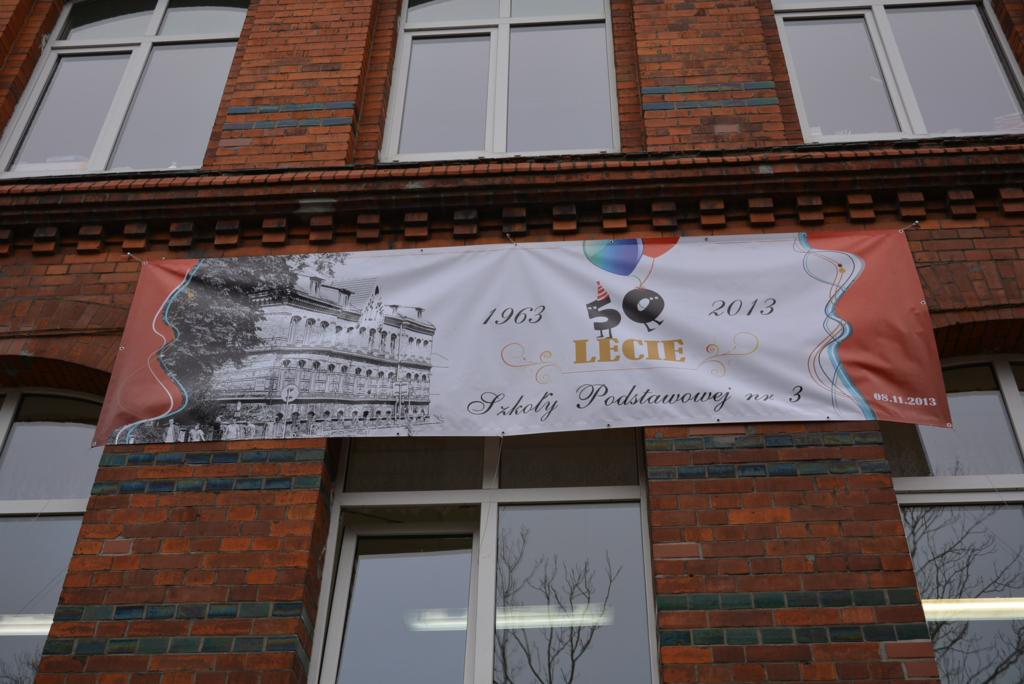 1963 50 2013
LECIE
Szkoły Podstawowej nr 3
08.11.2013